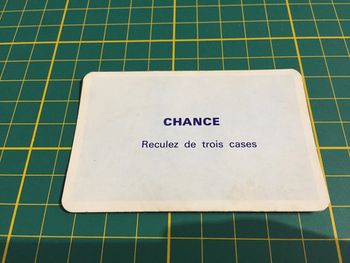 CHANCE
Reculez de trois cases